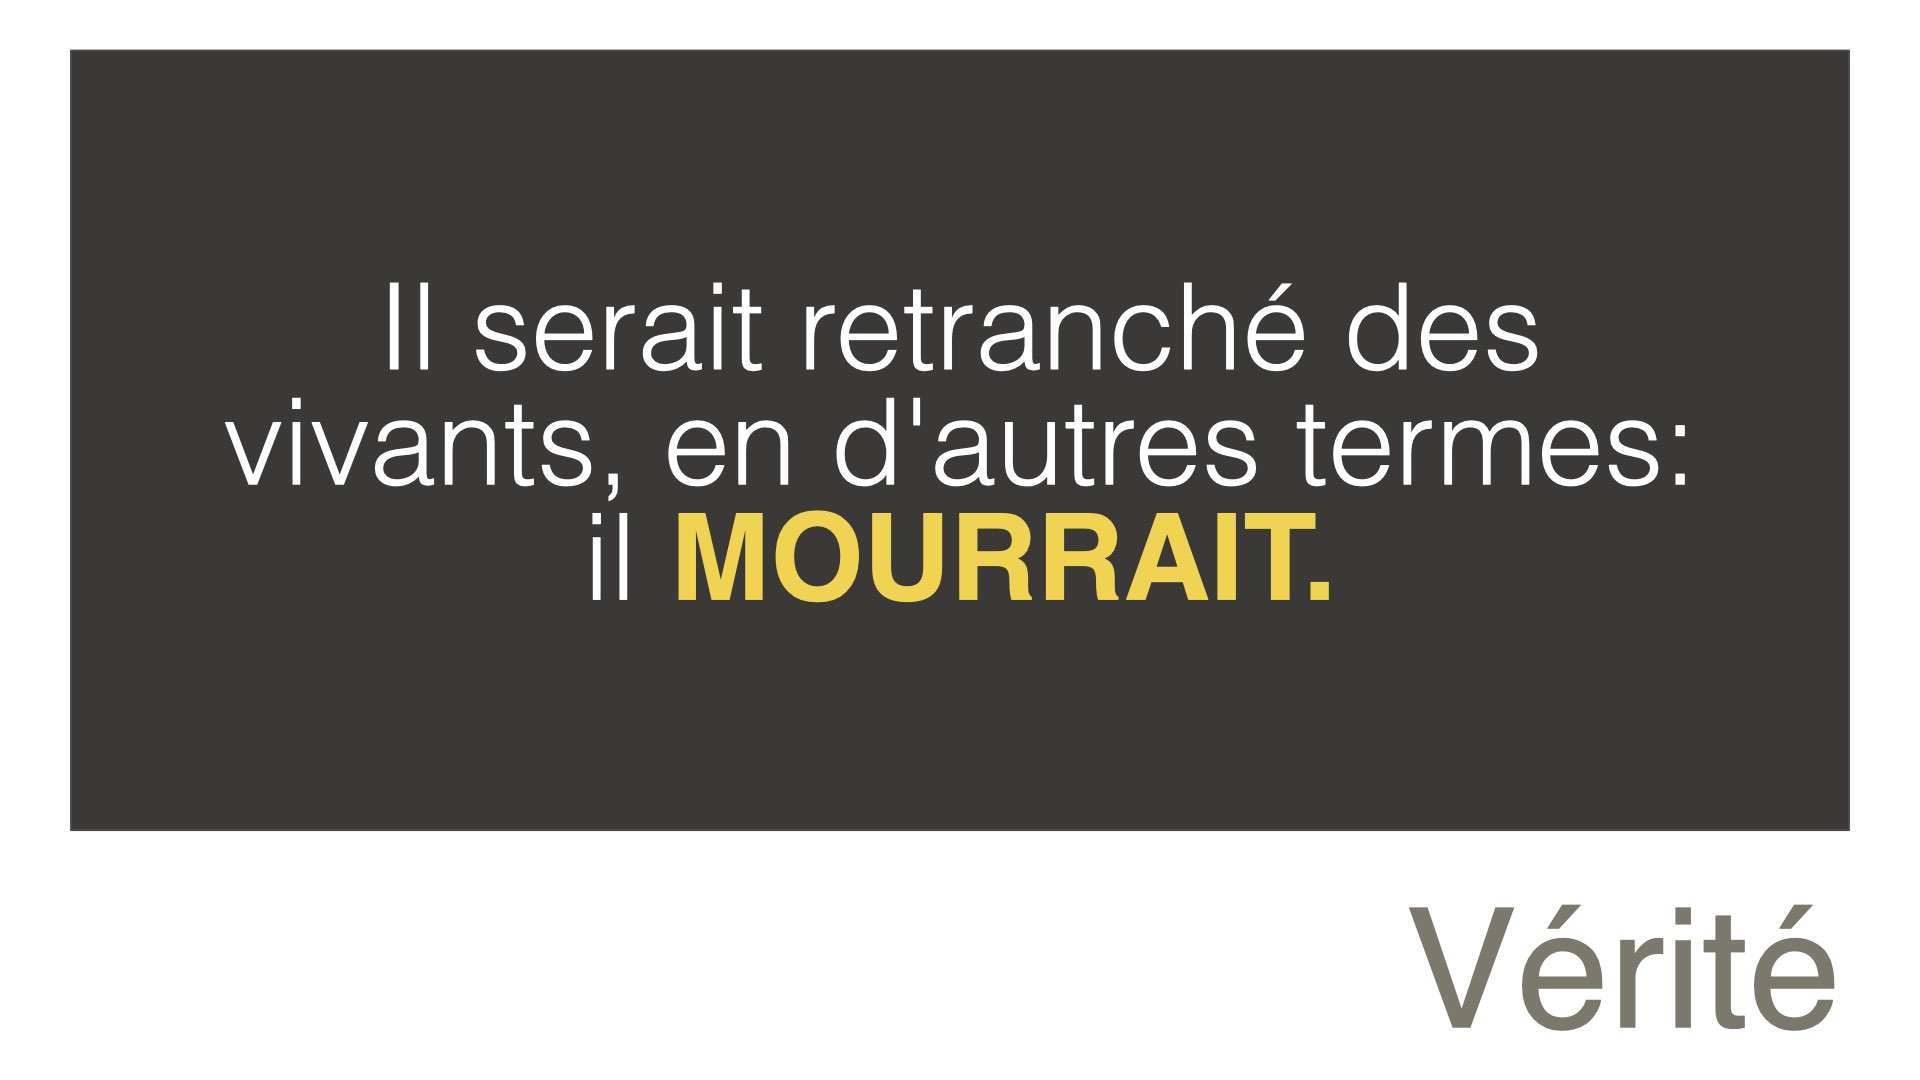 Il serait retranché des
vivants, en d'autres termes:
il MOURRAIT.
Vérité